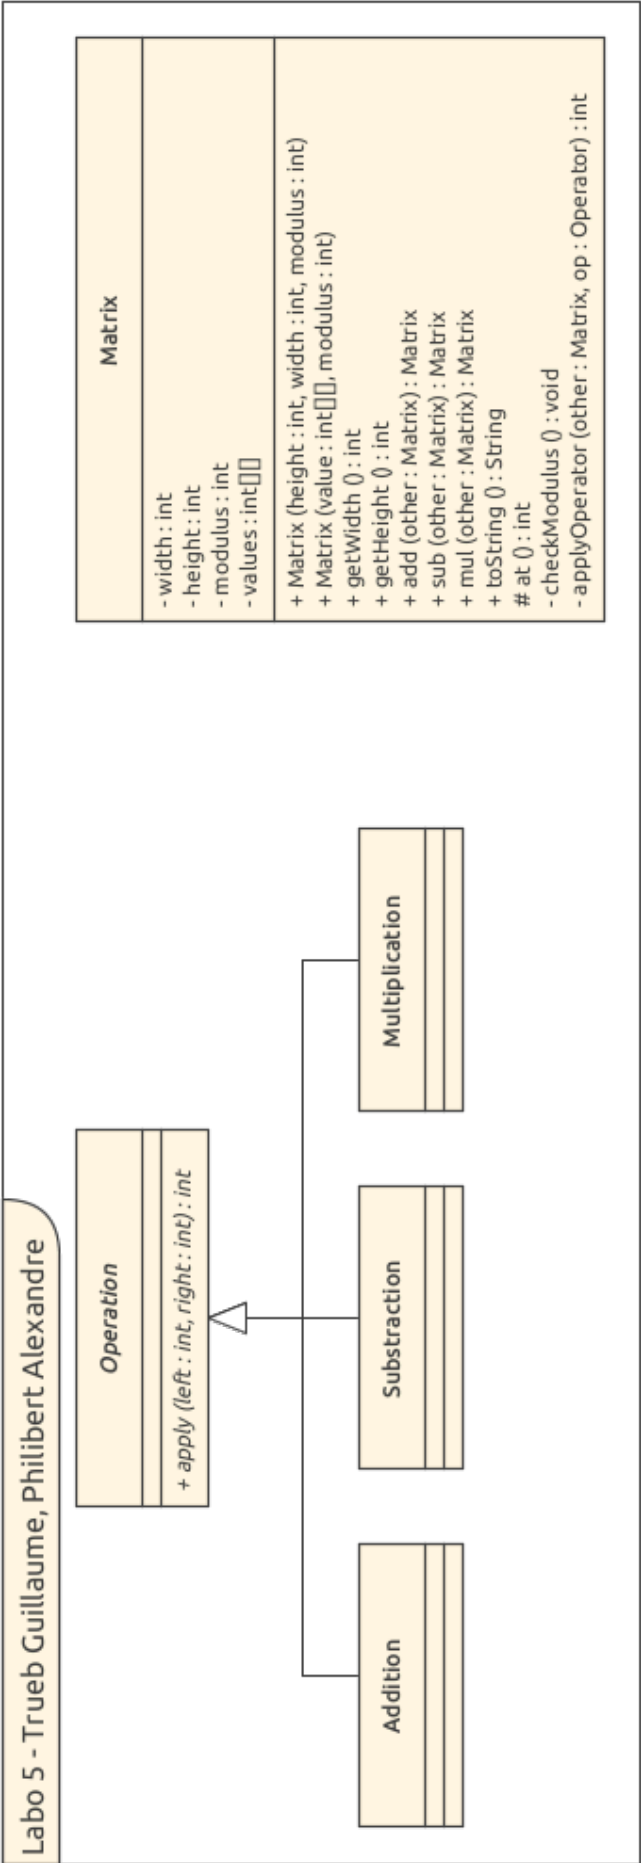 Labo 5 - Trueb Guillaume, Philibert Alexandre
Operation
+ apply (left : int, right : int) : int
Addition
Substraction
Multiplication
Matrix
- width : int
- height : int
- modulus : int
- values : int[][]
+ Matrix (height : int, width : int, modulus : int)
+ Matrix (value : int[][], modulus : int)
+ getWidth () : int
+ getHeight () : int
+ add (other : Matrix) : Matrix
+ sub (other : Matrix) : Matrix
+ mul (other : Matrix) : Matrix
+ toString () : String
# at () : int
- checkModulus () : void
- applyOperator (other : Matrix, op : Operator) : int